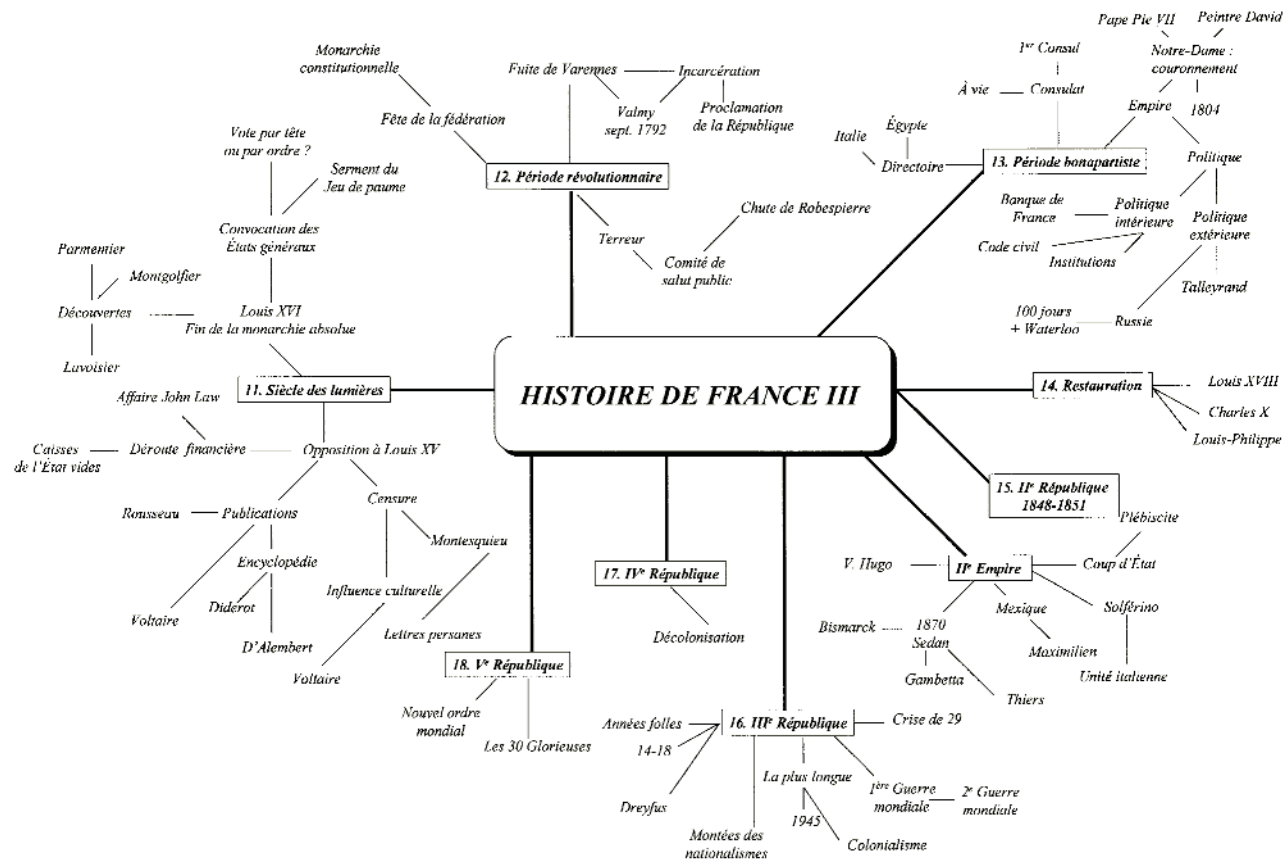 HISTOIRE DE FRANCE III
11. Siècle des lumières
Louis XVI
Fin de la monarchie absolue
Convocation des
États généraux
Vote par tête
ou par ordre ?
Serment du
Jeu de paume
Découvertes
Parmentier
Montgolfier
Lavoisier
Opposition à Louis XV
Déroute financière
Affaire John Law
Caisses
de l'État vides
Publications
Rousseau
Voltaire
Encyclopédie
Diderot
D'Alembert
Censure
Montesquieu
Lettres persanes
Influence culturelle
Voltaire
12. Période révolutionnaire
Fête de la fédération
Monarchie
constitutionnelle
Fuite de Varennes
Incarcération
Valmy
sept. 1792
Proclamation
de la République
Terreur
Comité de
salut public
Chute de Robespierre
13. Période bonapartiste
Directoire
Italie
Égypte
Consulat
À vie
1er Consul
Empire
Notre-Dame :
couronnement
Pape Pie VII
Peintre David
1804
Politique
Politique
intérieure
Banque de
France
Code civil
Institutions
Politique
extérieure
Talleyrand
Russie
100 jours
+ Waterloo
14. Restauration
Louis XVIII
Charles X
Louis-Philippe
15. IIe République
1848-1851
IIe Empire
V. Hugo
Coup d'État
Plébiscite
Solférino
Unité italienne
Mexique
Maximilien
1870
Sedan
Bismarck
Gambetta
Thiers
16. IIIe République
Crise de 29
Années folles
14-18
Dreyfus
Montées des
nationalismes
La plus longue
1945
Colonialisme
1ère Guerre
mondiale
2e Guerre
mondiale
17. IVe République
Décolonisation
18. Ve République
Nouvel ordre
mondial
Les 30 Glorieuses